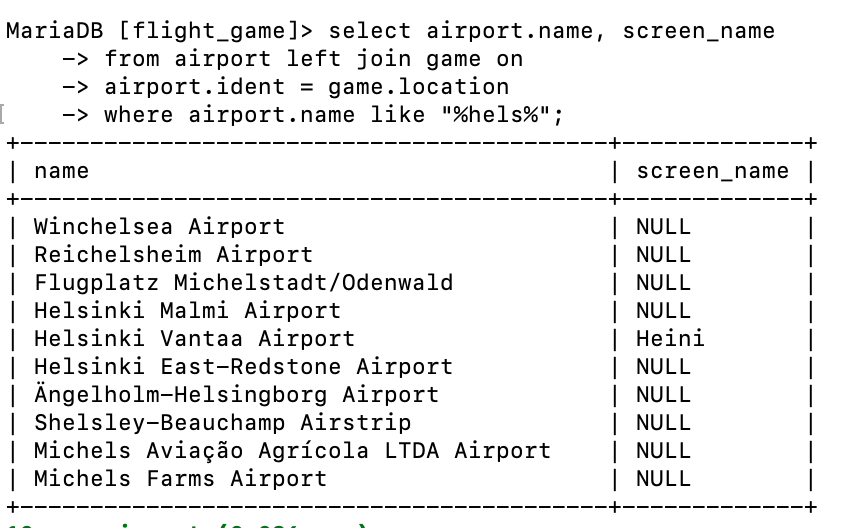 MariaDB [flight_game]> select airport.name, screen_name
-> from airport left join game on
-> airport.ident = game.location
-> where airport.name like "%hels%";
+------------------------------------------+-------------+
| name | screen_name |
+------------------------------------------+-------------+
| Winchelsea Airport | NULL |
| Reichelsheim Airport | NULL |
| Flugplatz Michelstadt/Odenwald | NULL |
| Helsinki Malmi Airport | NULL |
| Helsinki Vantaa Airport | Heini |
| Helsinki East-Redstone Airport | NULL |
| Ängelholm-Helsingborg Airport | NULL |
| Shelsley-Beauchamp Airstrip | NULL |
| Michels Aviação Agrícola LTDA Airport | NULL |
| Michels Farms Airport | NULL |
+------------------------------------------+-------------+